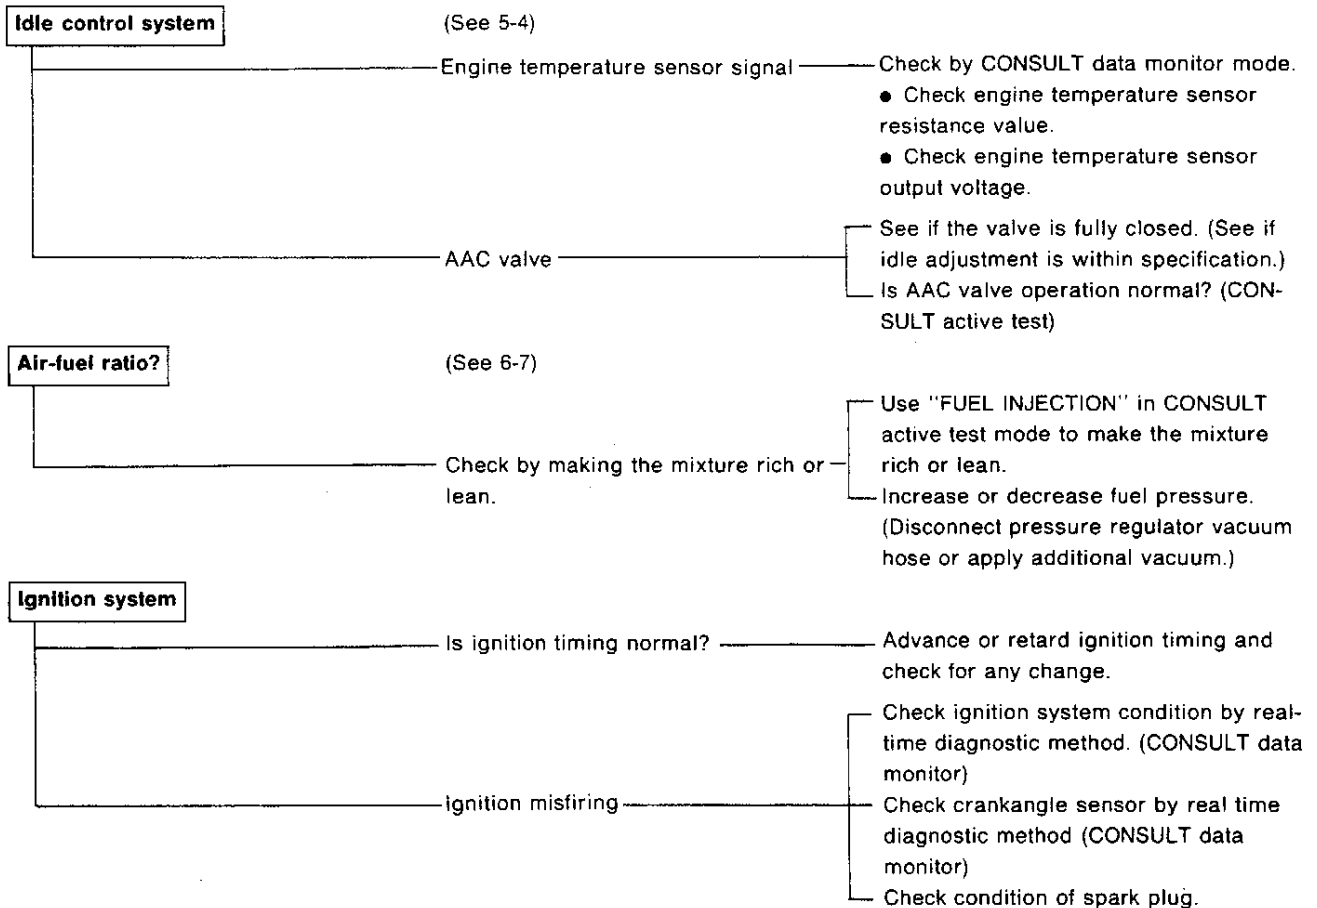 Idle control system
(See 5-4)
Engine temperature sensor signal
Check by CONSULT data monitor mode.
● Check engine temperature sensor
resistance value.
● Check engine temperature sensor
output voltage.
AAC valve
See if the valve is fully closed. (See if
idle adjustment is within specification.)
Is AAC valve operation normal? (CON-
SULT active test)
Air-fuel ratio?
(See 6-7)
Check by making the mixture rich or
lean.
Use "FUEL INJECTION" in CONSULT
active test mode to make the mixture
rich or lean.
Increase or decrease fuel pressure.
(Disconnect pressure regulator vacuum
hose or apply additional vacuum.)
Ignition system
Is ignition timing normal?
Advance or retard ignition timing and
check for any change.
Ignition misfiring
Check ignition system condition by real-
time diagnostic method. (CONSULT data
monitor)
Check crankangle sensor by real time
diagnostic method (CONSULT data
monitor)
Check condition of spark plug.